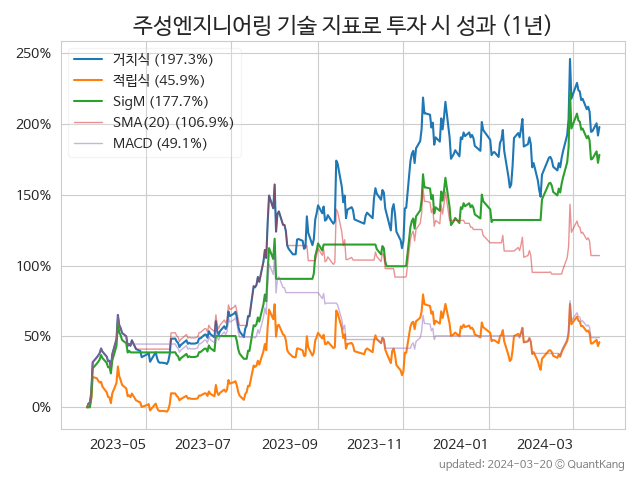 주성엔지니어링 기술 지표로 투자 시 성과 (1년)
거치식 (197.3%)
적립식 (45.9%)
SigM (177.7%)
SMA(20) (106.9%)
MACD (49.1%)
250%
200%
150%
100%
50%
0%
2023-05 2023-07 2023-09 2023-11 2024-01 2024-03
updated: 2024-03-20 © QuantKang